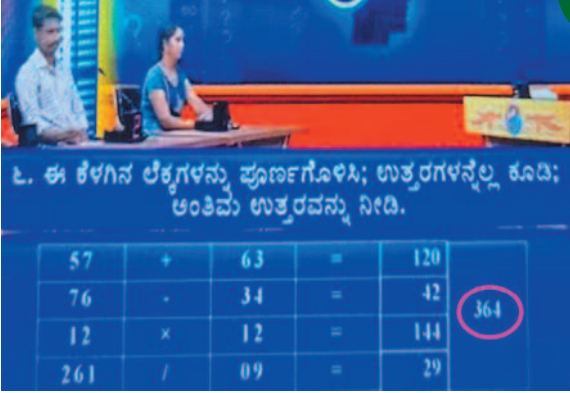 ೬. ಈ ಕೆಳಗಿನ ಲೆಕ್ಕಗಳನ್ನು ಪೂರ್ಣಗೊಳಿಸಿ; ಉತ್ತರಗಳನ್ನೆಲ್ಲ ಕೂಡಿ;
ಅಂತಿಮ ಉತ್ತರವನ್ನು ನೀಡಿ.
57 + 63 = 120
76 - 34 = 42
364
12 × 12 = 144
261 / 09 = 29